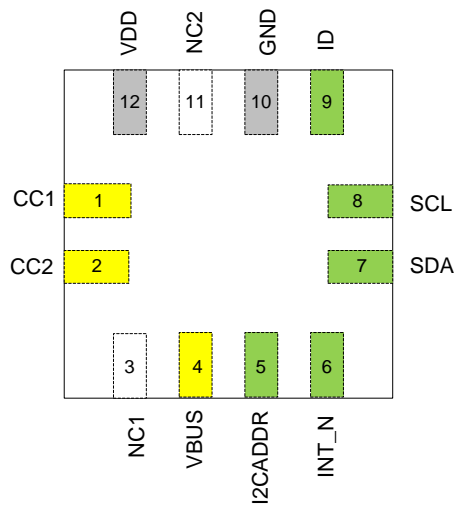 VDD
NC2
GND
ID
12
11
10
9
CC1
1
8
SCL
CC2
2
7
SDA
3
4
5
6
NC1
VBUS
I2CADDR
INT_N